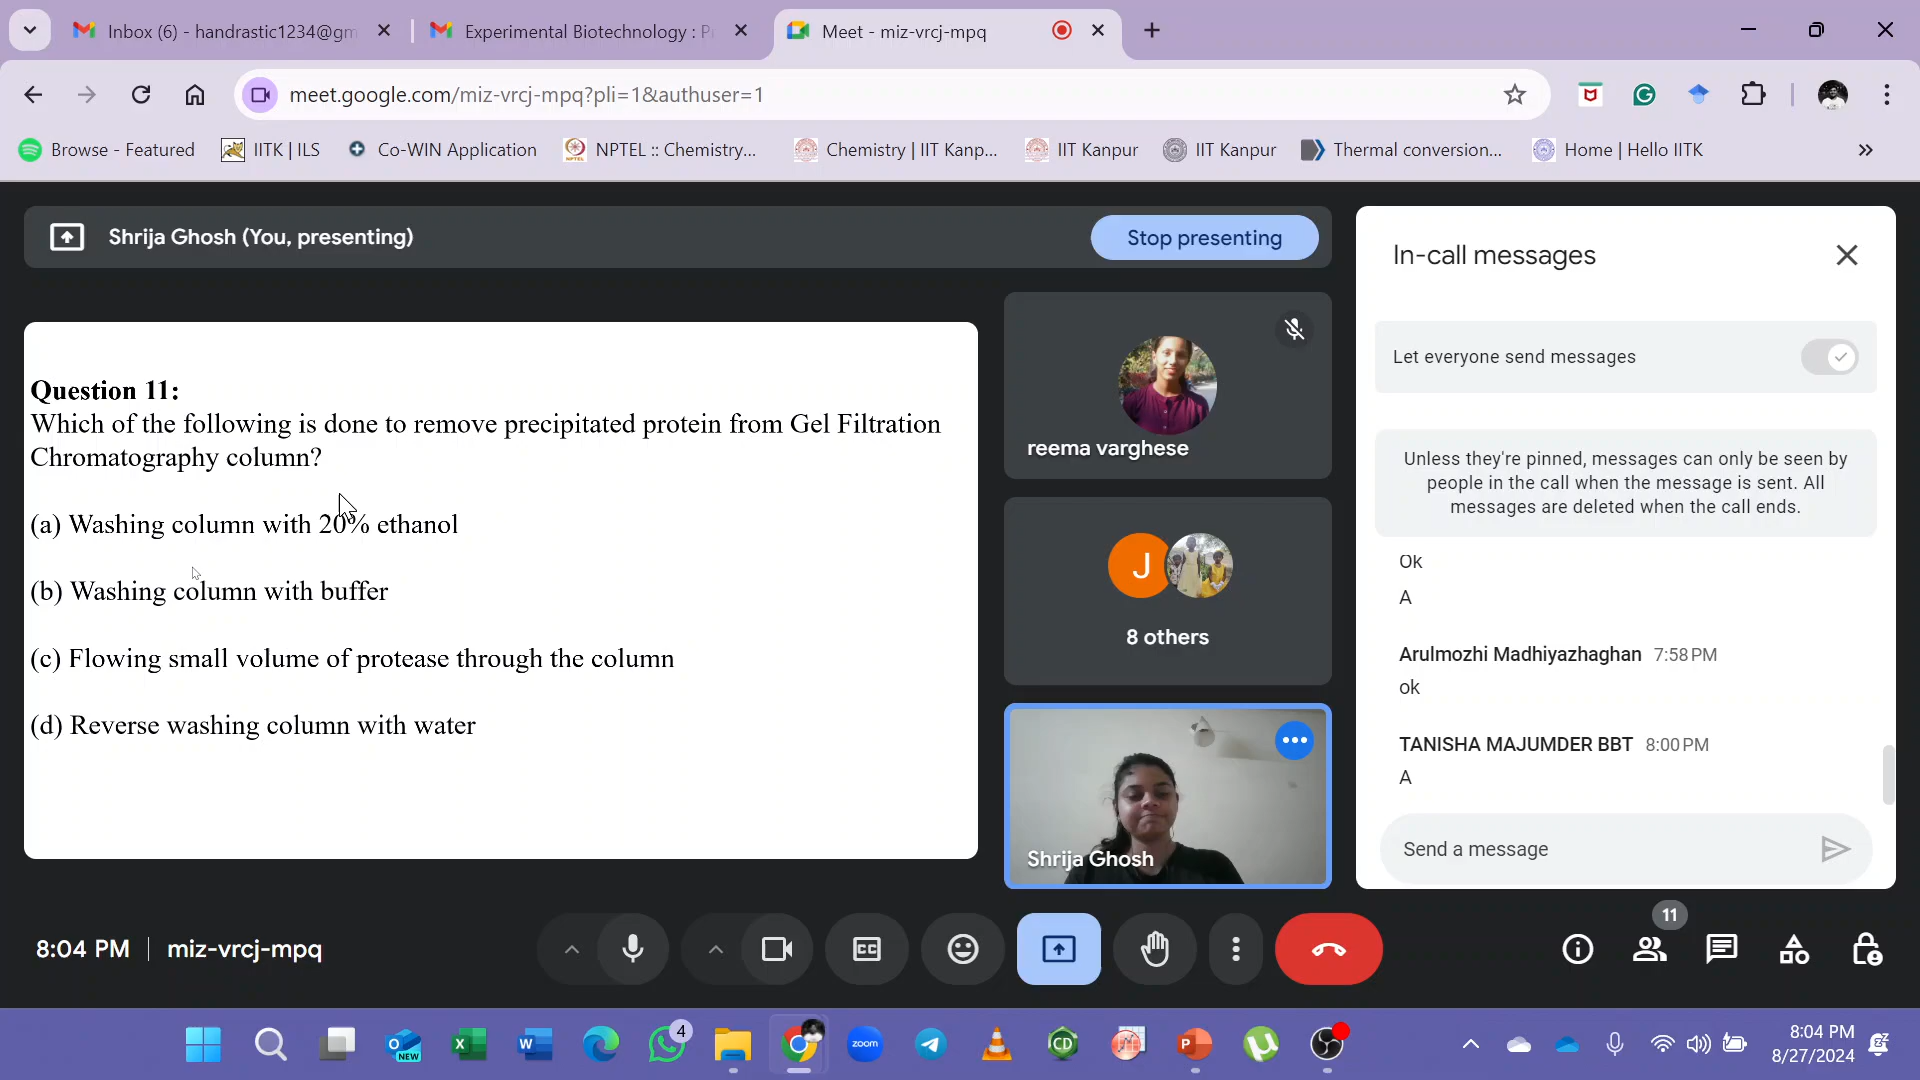 Inbox (6) - handrastic1234@gm
Experimental Biotechnology : P
Meet - miz-vrcj-mpq
meet.google.com/miz-vrcj-mpq?pli=1&authuser=1
Browse - Featured
IITK | ILS
Co-WIN Application
NPTEL :: Chemistry...
Chemistry | IIT Kanp...
IIT Kanpur
IIT Kanpur
Thermal conversion...
Home | Hello IITK
Shrija Ghosh (You, presenting)
Stop presenting
Question 11:
Which of the following is done to remove precipitated protein from Gel Filtration
Chromatography column?
(a) Washing column with 20% ethanol
(b) Washing column with buffer
(c) Flowing small volume of protease through the column
(d) Reverse washing column with water
reema varghese
J
8 others
Shrija Ghosh
In-call messages
Let everyone send messages
Unless they're pinned, messages can only be seen by
people in the call when the message is sent. All
messages are deleted when the call ends.
Ok
A
Arulmozhi Madhiyazhaghan 7:58 PM
ok
TANISHA MAJUMDER BBT 8:00 PM
A
Send a message
8:04 PM
miz-vrcj-mpq
11
NEW
4
zoom
8:04 PM
8/27/2024